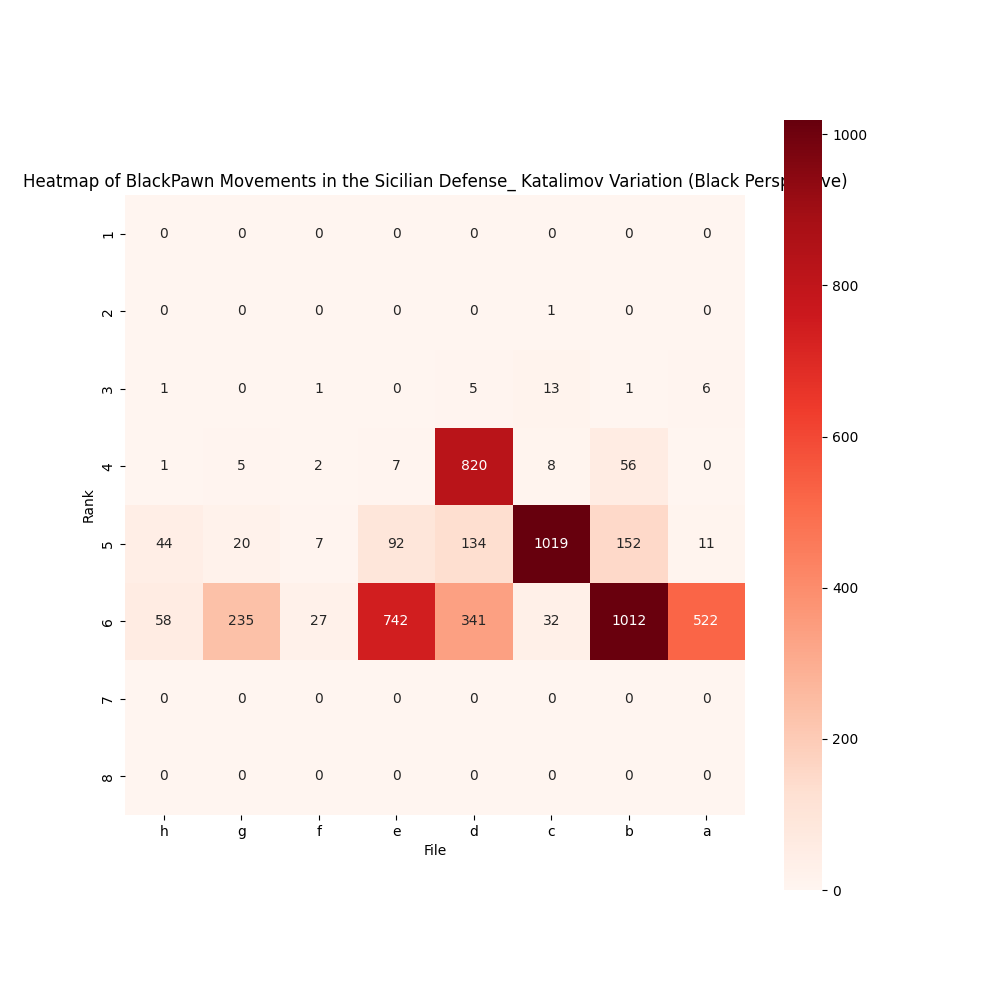 Heatmap of BlackPawn Movements in the Sicilian Defense_ Katalimov Variation (Black Persp  ve)
1000
800
600
400
200
0
Rank
1 0 0 0 0 0 0 0 0
2 0 0 0 0 0 1 0 0
3 1 0 1 0 5 13 1 6
4 1 5 2 7 820 8 56 0
5 44 20 7 92 134 1019 152 11
6 58 235 27 742 341 32 1012 522
7 0 0 0 0 0 0 0 0
8 0 0 0 0 0 0 0 0
h g f e d c b a
File